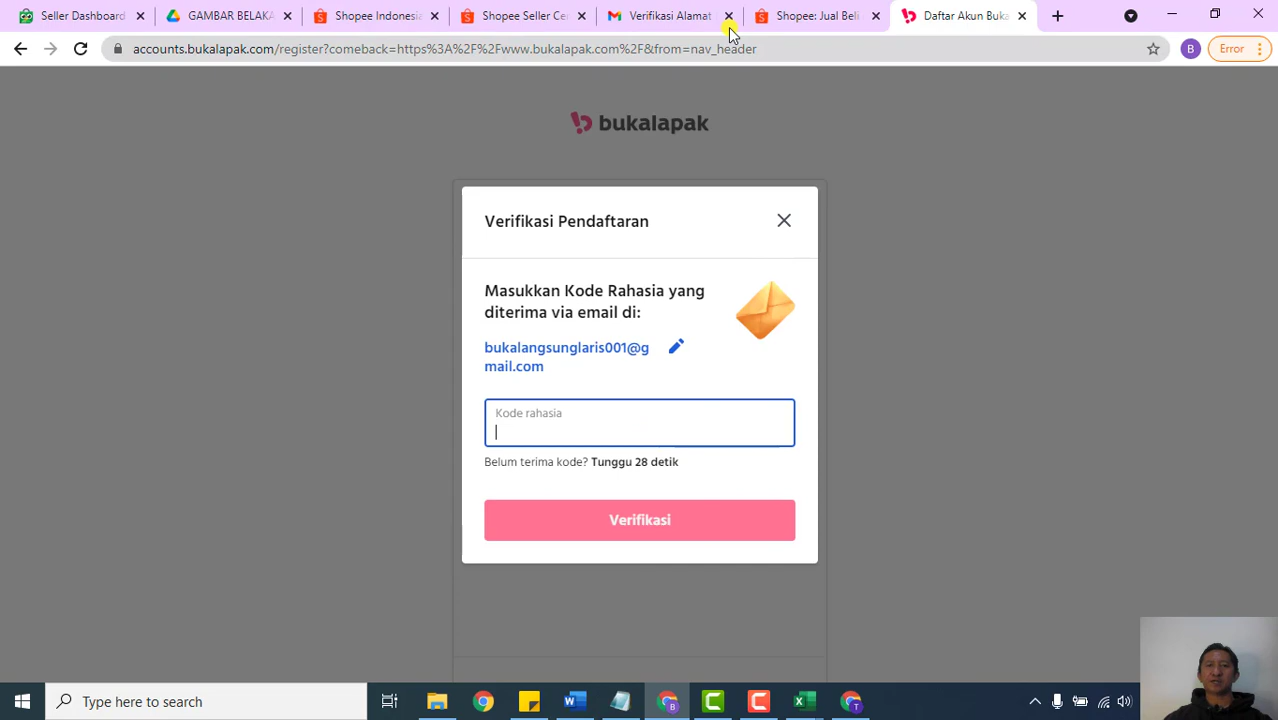 Seller Dashboard
GAMBAR BELAKA
Shopee Indonesia
Shopee Seller Cen
Verifikasi Alamat
Shopee: Jual Beli
Daftar Akun Buka
accounts.bukalapak.com/register?comeback=https%3A%2F%2Fwww.bukalapak.com%2F&from=nav_header
B
Error
bukalapak
Verifikasi Pendaftaran
Masukkan Kode Rahasia yang
diterima via email di:
bukalangsunglaris001@g
mail.com
Kode rahasia
Belum terima kode? Tunggu 28 detik
Verifikasi
Type here to search